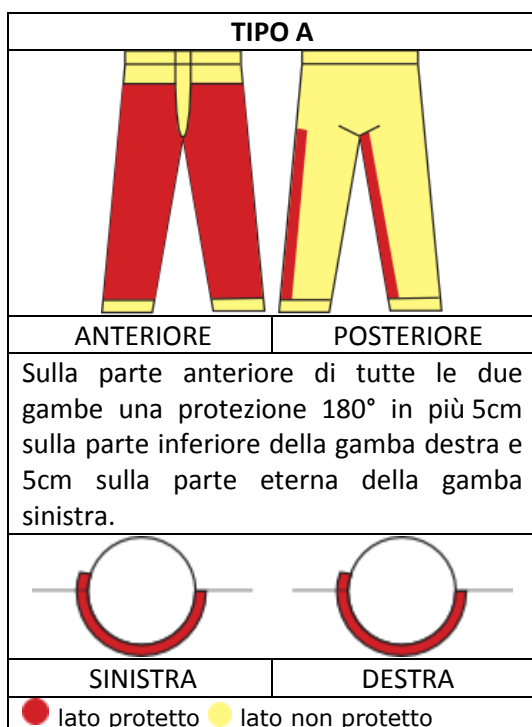 TIPO A
ANTERIORE
POSTERIORE
Sulla parte anteriore di tutte le due
gambe una protezione 180° in più 5cm
sulla parte inferiore della gamba destra e
5cm sulla parte eterna della gamba
sinistra.
SINISTRA
DESTRA
lato protetto lato non protetto